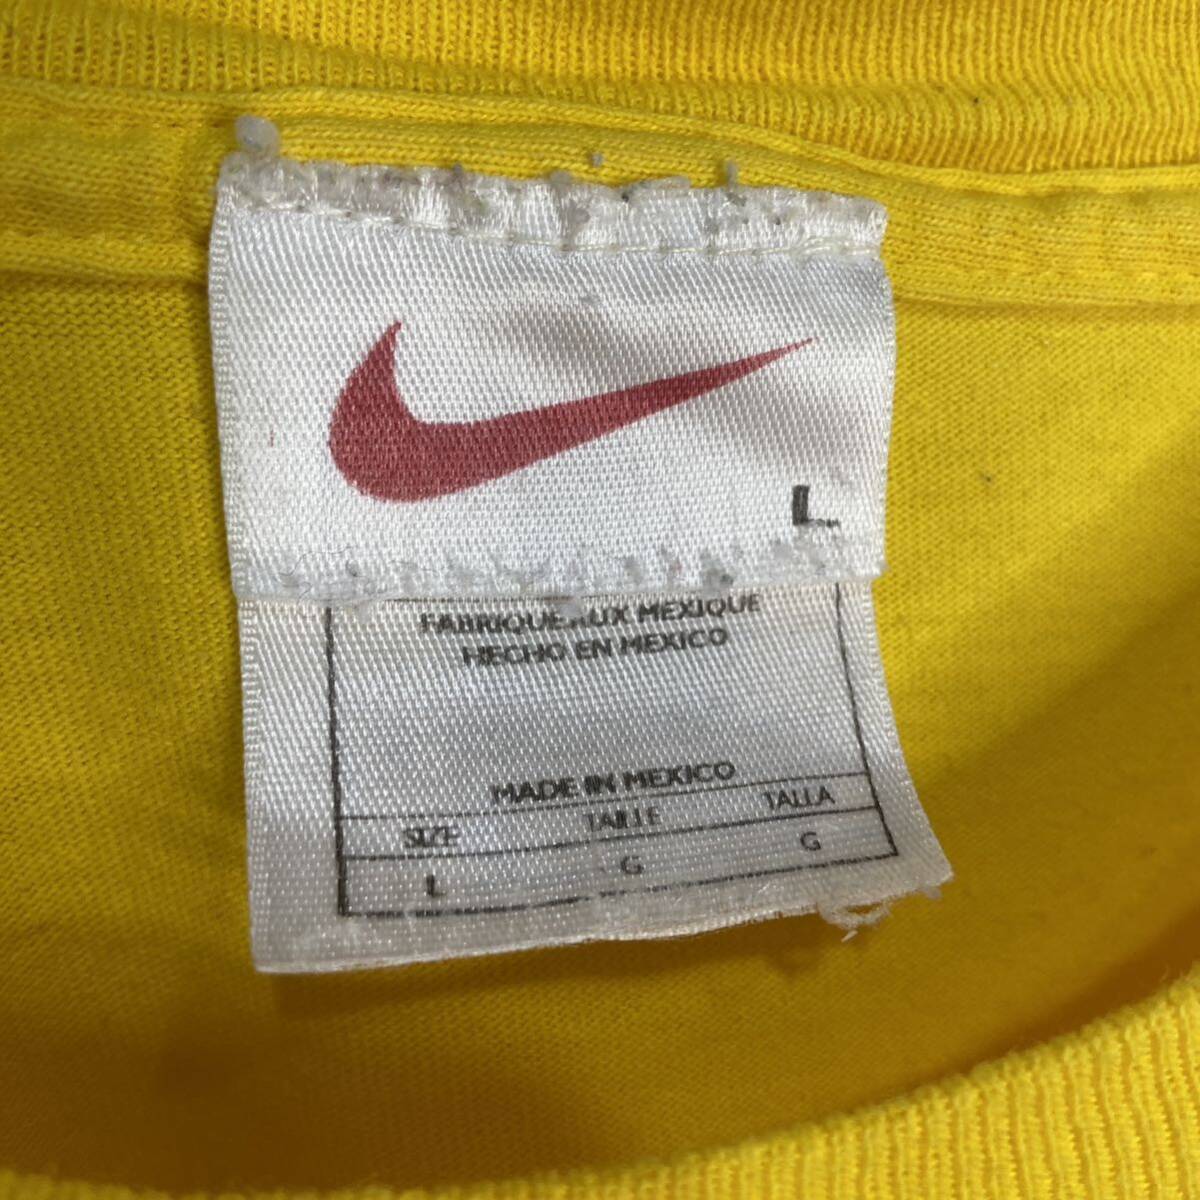 L
FABRIQUE AUX MEXIQUE
HECHO EN MEXICO
MADE IN MEXICO
SIZE TAILLE TALLA
L G G